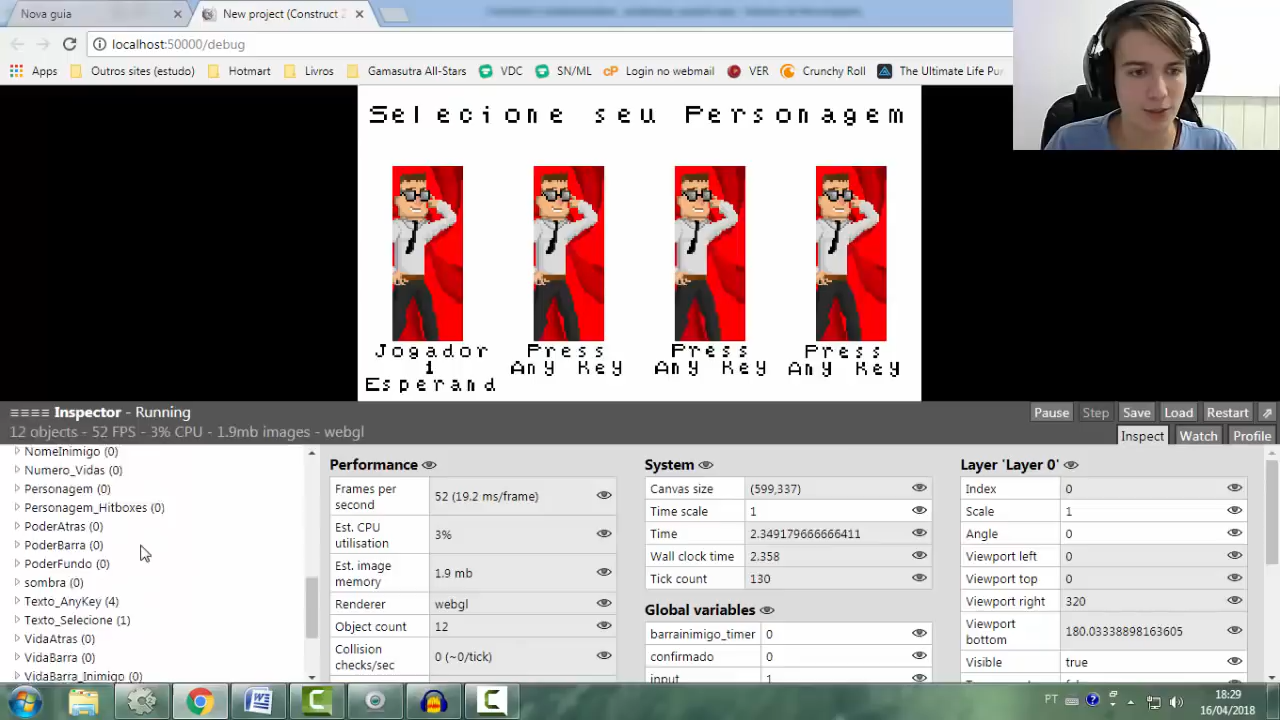 Nova guia
New project (Construct 2
localhost:50000/debug
Apps Outros sites (estudo) Hotmart Livros Gamasutra All-Stars VDC SN/ML Login no webmail VER Crunchy Roll The Ultimate Life Pu
Selecione seu Personagem
Jogador
1
Esperand
Press
Any Key
Press
Any Key
Press
Any Key
Inspector - Running
Pause Step Save Load Restart
12 objects - 52 FPS - 3% CPU - 1.9mb images - webgl
Inspect Watch Profile
NomeInimigo (0)
Numero_Vidas (0)
Personagem (0)
Personagem_Hitboxes (0)
PoderAtras (0)
PoderBarra (0)
PoderFundo (0)
sombra (0)
Texto_AnyKey (4)
Texto_Selecione (1)
VidaAtras (0)
VidaBarra (0)
VidaBarra_Inimigo (0)
Performance
Frames per second 52 (19.2 ms/frame)
Est. CPU utilisation 3%
Est. image memory 1.9 mb
Renderer webgl
Object count 12
Collision checks/sec 0 (~0/tick)
System
Canvas size (599,337)
Time scale 1
Time 2.349179666666411
Wall clock time 2.358
Tick count 130
Global variables
barrainimigo_timer 0
confirmado 0
input 1
Layer 'Layer 0'
Index 0
Scale 1
Angle 0
Viewport left 0
Viewport top 0
Viewport right 320
Viewport bottom 180.03338898163605
Visible true
PT
18:29
16/04/2018